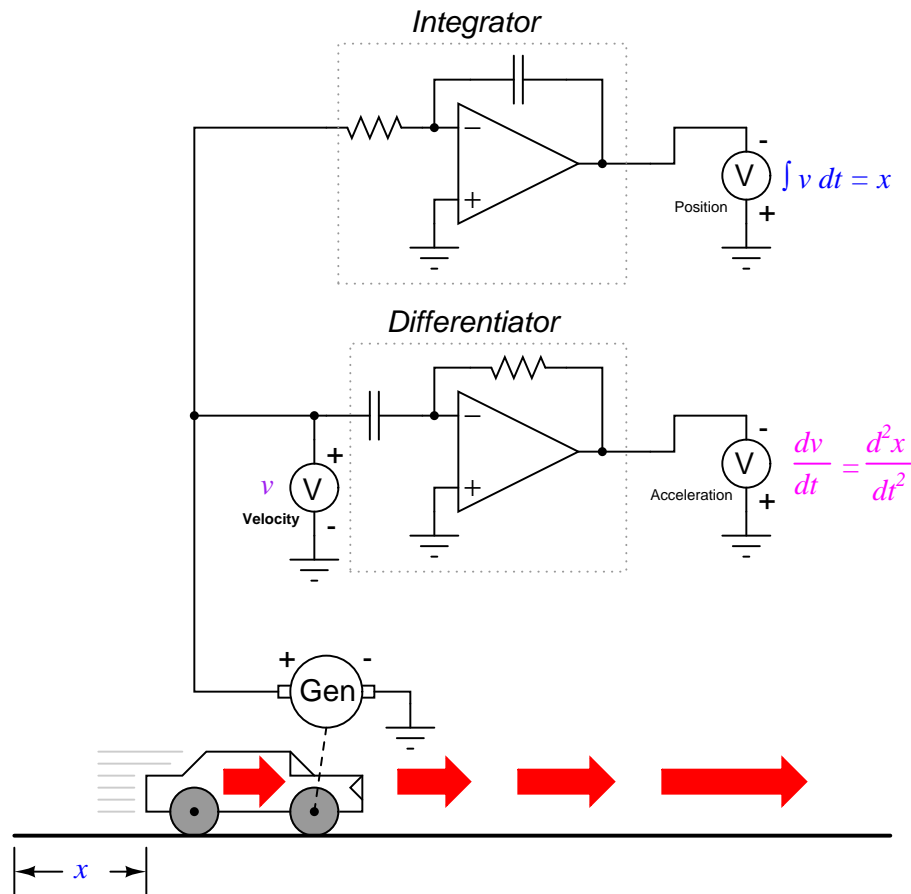 Integrator
−
+
-
V
+
Position
∫ v dt = x
Differentiator
−
+
-
V
+
Acceleration
dv/dt = d²x/dt²
+
v
V
-
Velocity
+
-
Gen
x